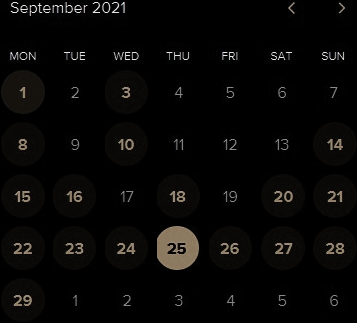 September 2021
MON TUE WED THU FRI SAT SUN
1 2 3 4 5 6 7
8 9 10 11 12 13 14
15 16 17 18 19 20 21
22 23 24 25 26 27 28
29 1 2 3 4 5 6